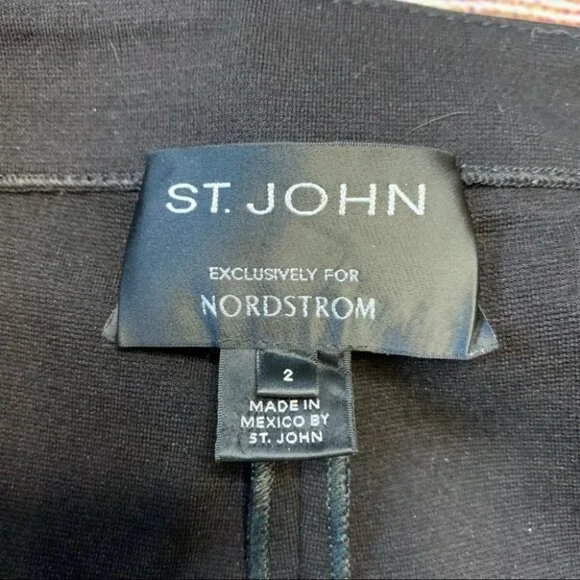 ST. JOHN
EXCLUSIVELY FOR
NORDSTROM
2
MADE IN
MEXICO BY
ST. JOHN